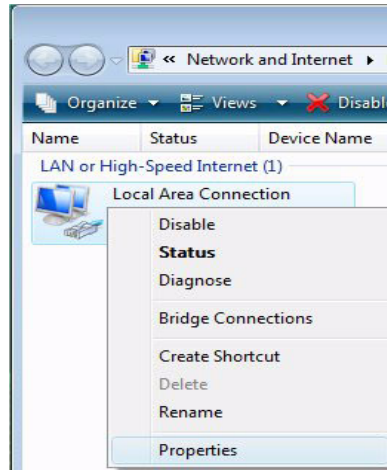 « Network and Internet ▸
Organize Views Disabl
Name Status Device Name
LAN or High-Speed Internet (1)
Local Area Connection
Disable
Status
Diagnose
Bridge Connections
Create Shortcut
Delete
Rename
Properties